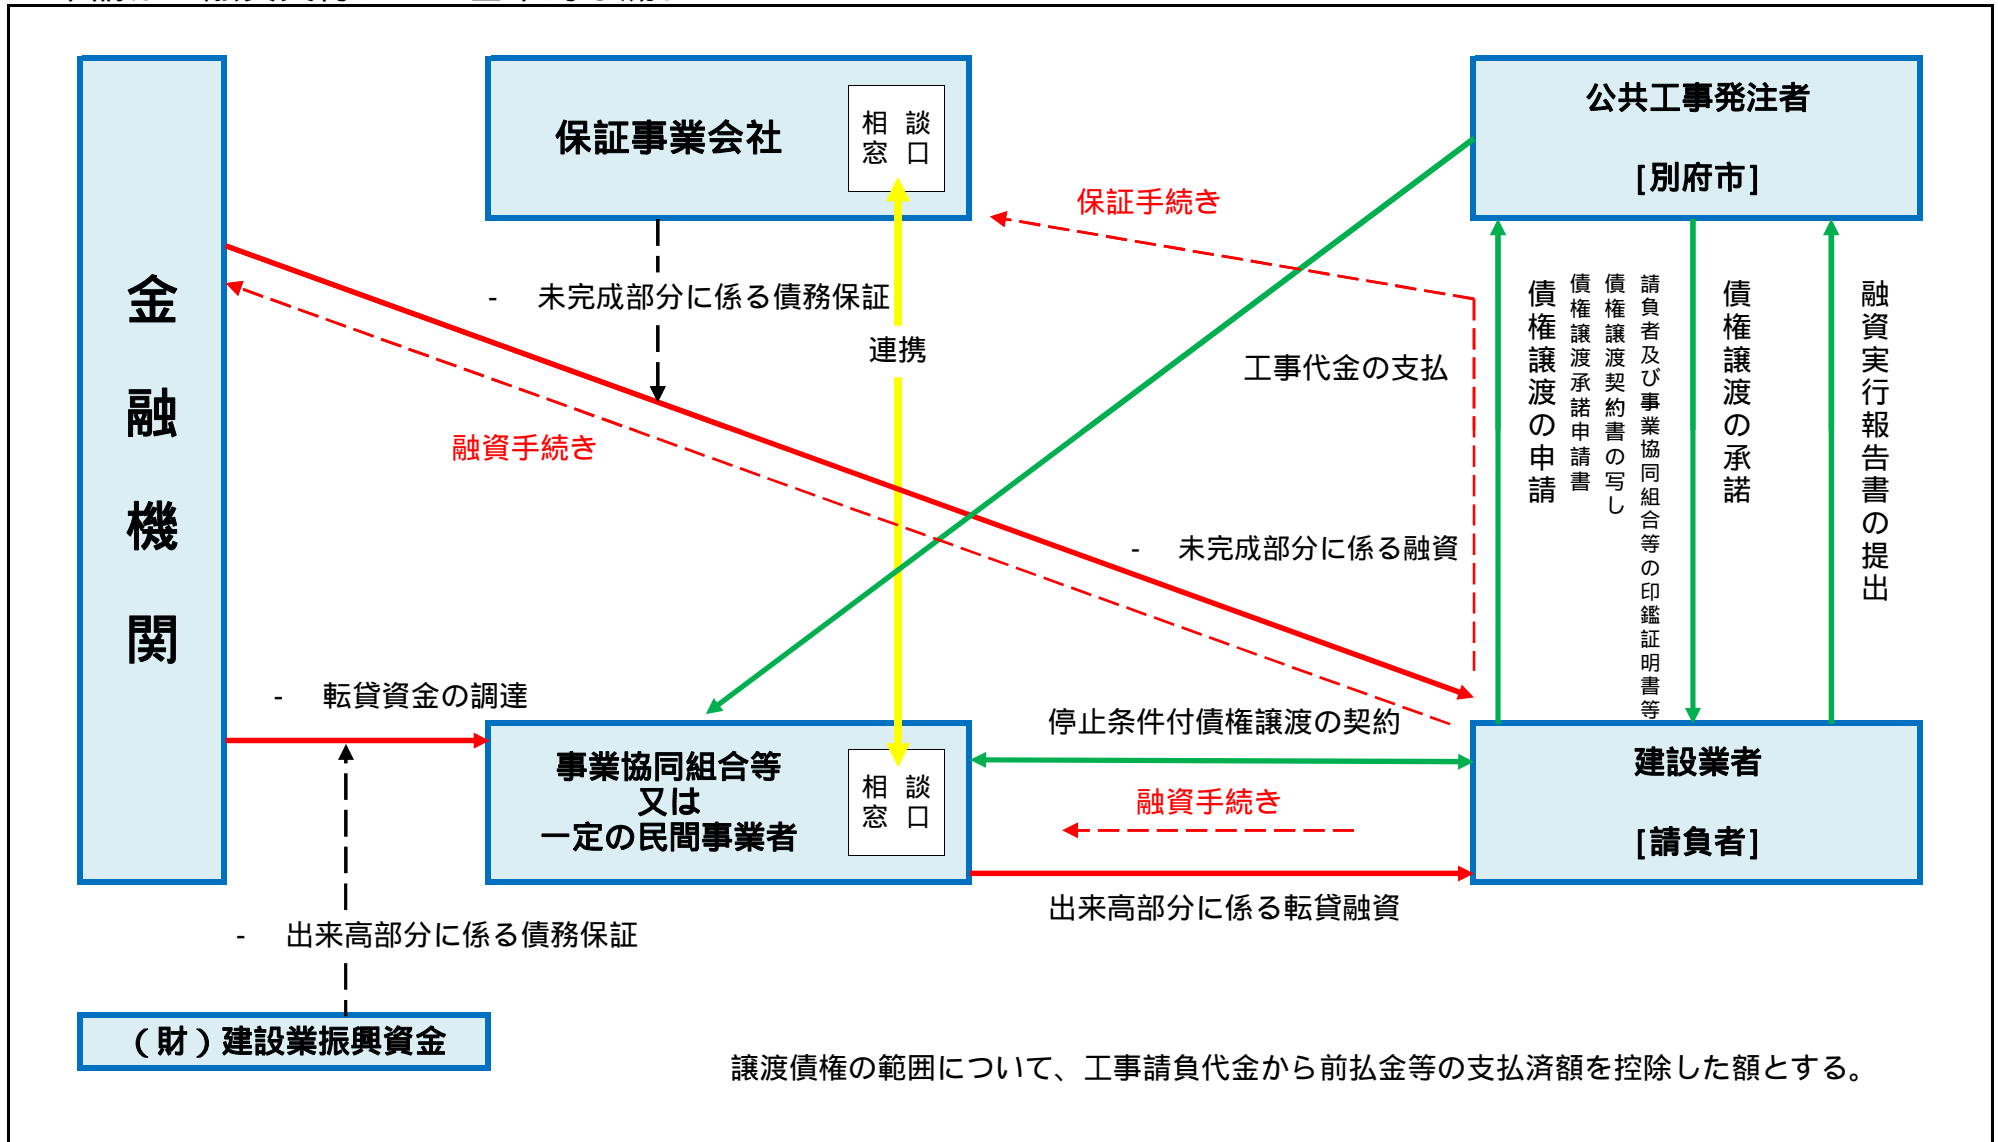 金融機関
保証事業会社
相談
窓口
公共工事発注者
[別府市]
保証手続き
- 未完成部分に係る債務保証
連携
工事代金の支払
融資手続き
- 未完成部分に係る融資
債権譲渡の申請
債権譲渡承諾申請書
債権譲渡契約書の写し
請負者及び事業協同組合等の印鑑証明書等
債権譲渡の承諾
融資実行報告書の提出
- 転貸資金の調達
事業協同組合等
又は
一定の民間事業者
相談
窓口
停止条件付債権譲渡の契約
融資手続き
出来高部分に係る転貸融資
建設業者
[請負者]
- 出来高部分に係る債務保証
（財）建設業振興資金
譲渡債権の範囲について、工事請負代金から前払金等の支払済額を控除した額とする。